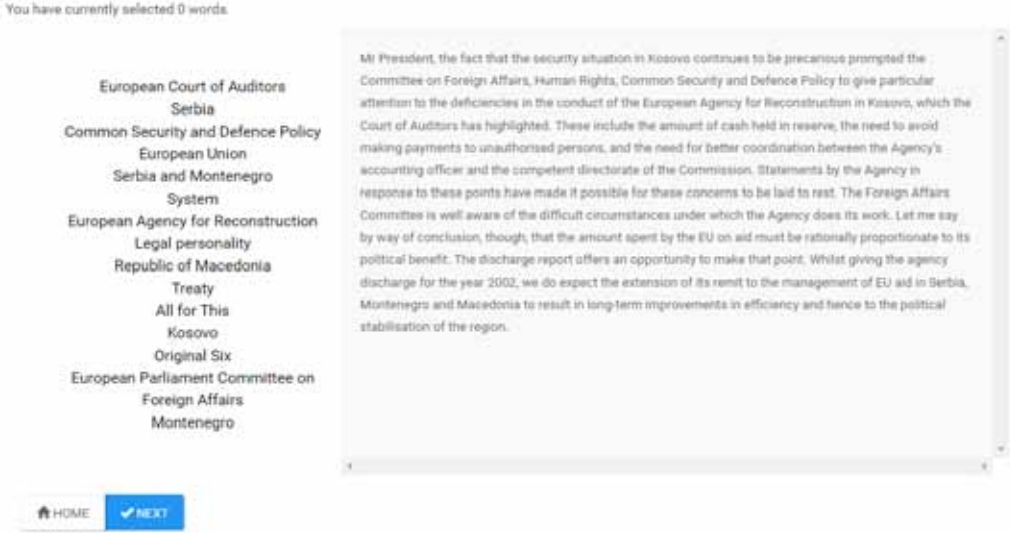 You have currently selected 0 words.
European Court of Auditors
Serbia
Common Security and Defence Policy
European Union
Serbia and Montenegro
System
European Agency for Reconstruction
Legal personality
Republic of Macedonia
Treaty
All for This
Kosovo
Original Six
European Parliament Committee on
Foreign Affairs
Montenegro
Mr President, the fact that the security situation in Kosovo continues to be precarious prompted the
Committee on Foreign Affairs, Human Rights, Common Security and Defence Policy to give particular
attention to the deficiencies in the conduct of the European Agency for Reconstruction in Kosovo, which the
Court of Auditors has highlighted. These include the amount of cash held in reserve, the need to avoid
making payments to unauthorised persons, and the need for better coordination between the Agency's
accounting officer and the competent directorate of the Commission. Statements by the Agency in
response to these points have made it possible for these concerns to be laid to rest. The Foreign Affairs
Committee is well aware of the difficult circumstances under which the Agency does its work. Let me say
by way of conclusion, though, that the amount spent by the EU on aid must be rationally proportionate to its
political benefit. The discharge report offers an opportunity to make that point. Whilst giving the agency
discharge for the year 2002, we do expect the extension of its remit to the management of EU aid in Serbia,
Montenegro and Macedonia to result in long-term improvements in efficiency and hence to the political
stabilisation of the region.
HOME
NEXT